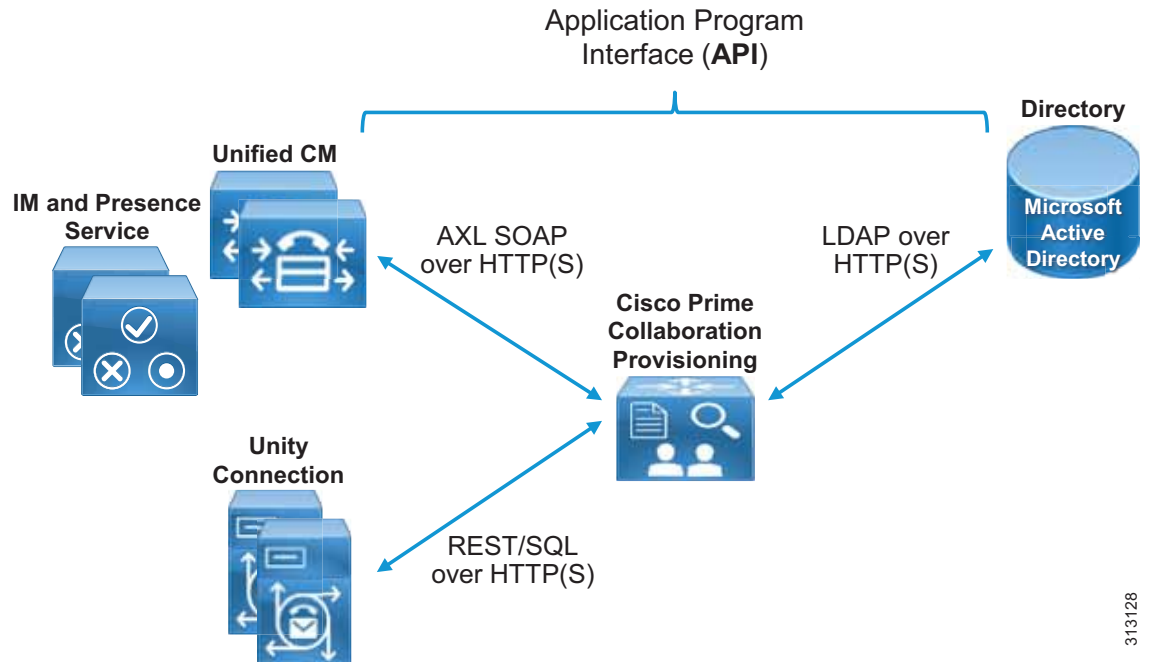 Application Program
Interface (API)
Directory
Unified CM
IM and Presence
Service
Microsoft
Active
Directory
AXL SOAP
over HTTP(S)
LDAP over
HTTP(S)
Cisco Prime
Collaboration
Provisioning
Unity
Connection
REST/SQL
over HTTP(S)
313128